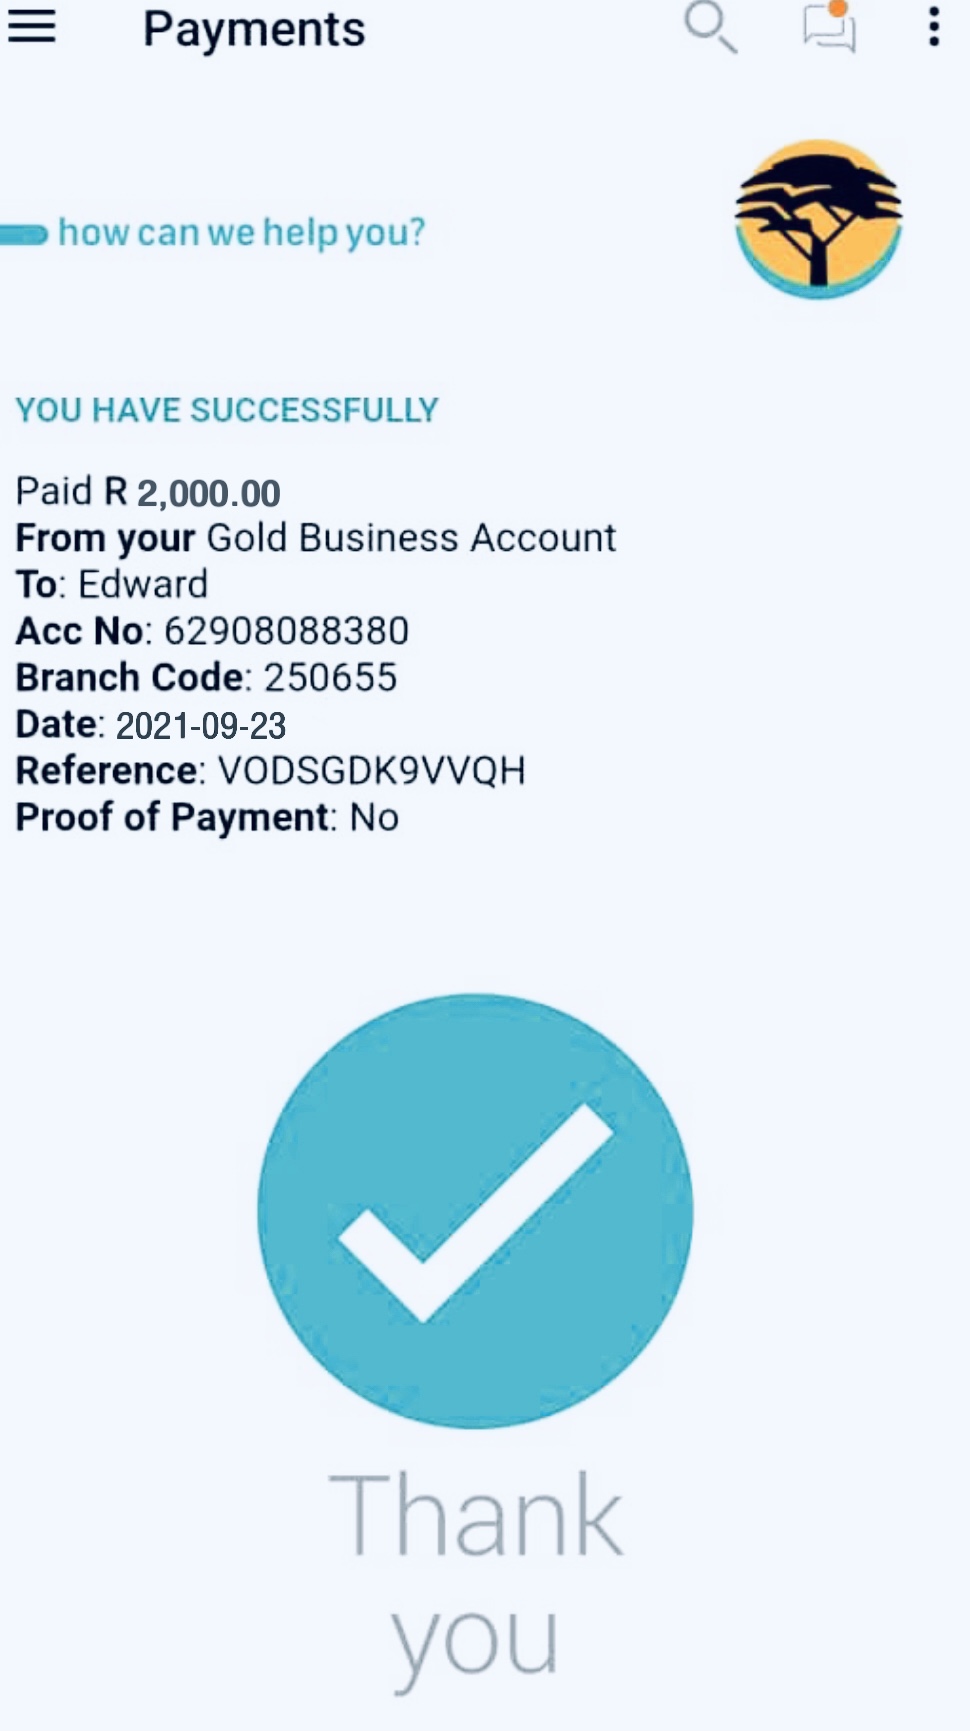 Payments
how can we help you?
YOU HAVE SUCCESSFULLY
Paid R 2,000.00
From your Gold Business Account
To: Edward
Acc No: 62908088380
Branch Code: 250655
Date: 2021-09-23
Reference: VODSGDK9VVQH
Proof of Payment: No
Thank
you